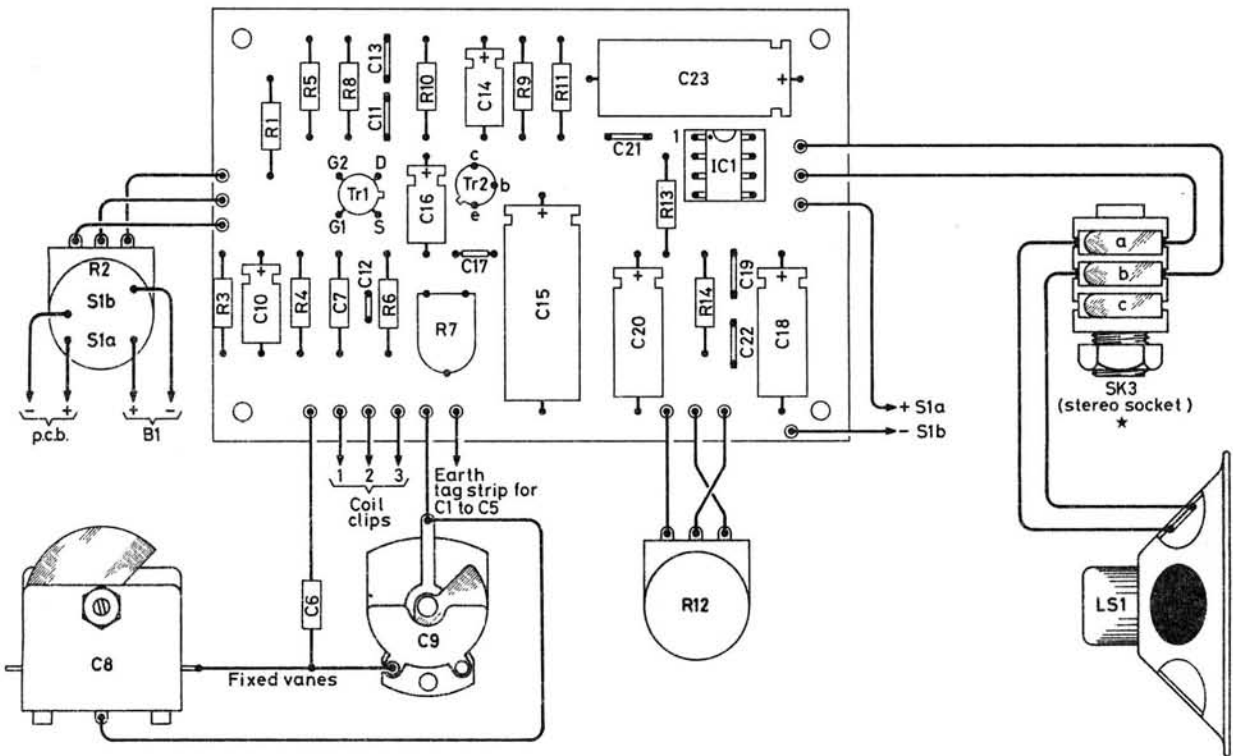 R5
R8
C13
C11
R10
+
C14
R9
R11
C23
+
R1
C21
1
IC1
G2
D
Tr1
G1
S
C16
+
c
Tr2
b
e
R13
C17
+
C15
R2
S1b
S1a
R3
+
C10
R4
C7
C12
R6
R7
+
C20
R14
C19
C22
+
C18
a
b
c
SK3
(stereo socket)
★
- +
p.c.b.
+ -
B1
+ S1a
- S1b
1 2 3
Coil
clips
Earth
tag strip for
C1 to C5
C6
C9
C8
Fixed vanes
R12
LS1